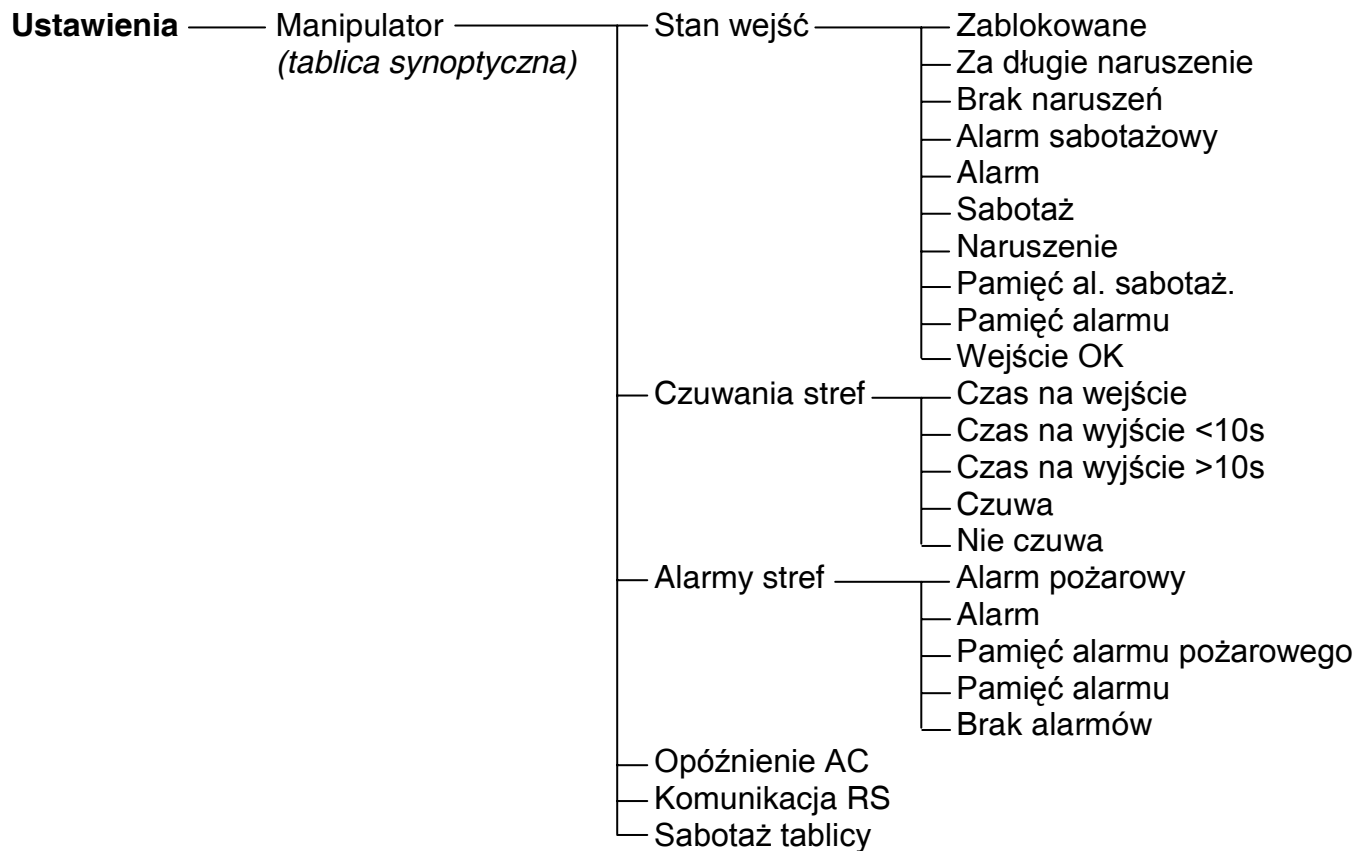 Ustawienia Manipulator Stan wejść Zablokowane
(tablica synoptyczna) Za długie naruszenie
Brak naruszeń
Alarm sabotażowy
Alarm
Sabotaż
Naruszenie
Pamięć al. sabotaż.
Pamięć alarmu
Wejście OK
Czuwania stref Czas na wejście
Czas na wyjście <10s
Czas na wyjście >10s
Czuwa
Nie czuwa
Alarmy stref Alarm pożarowy
Alarm
Pamięć alarmu pożarowego
Pamięć alarmu
Brak alarmów
Opóźnienie AC
Komunikacja RS
Sabotaż tablicy